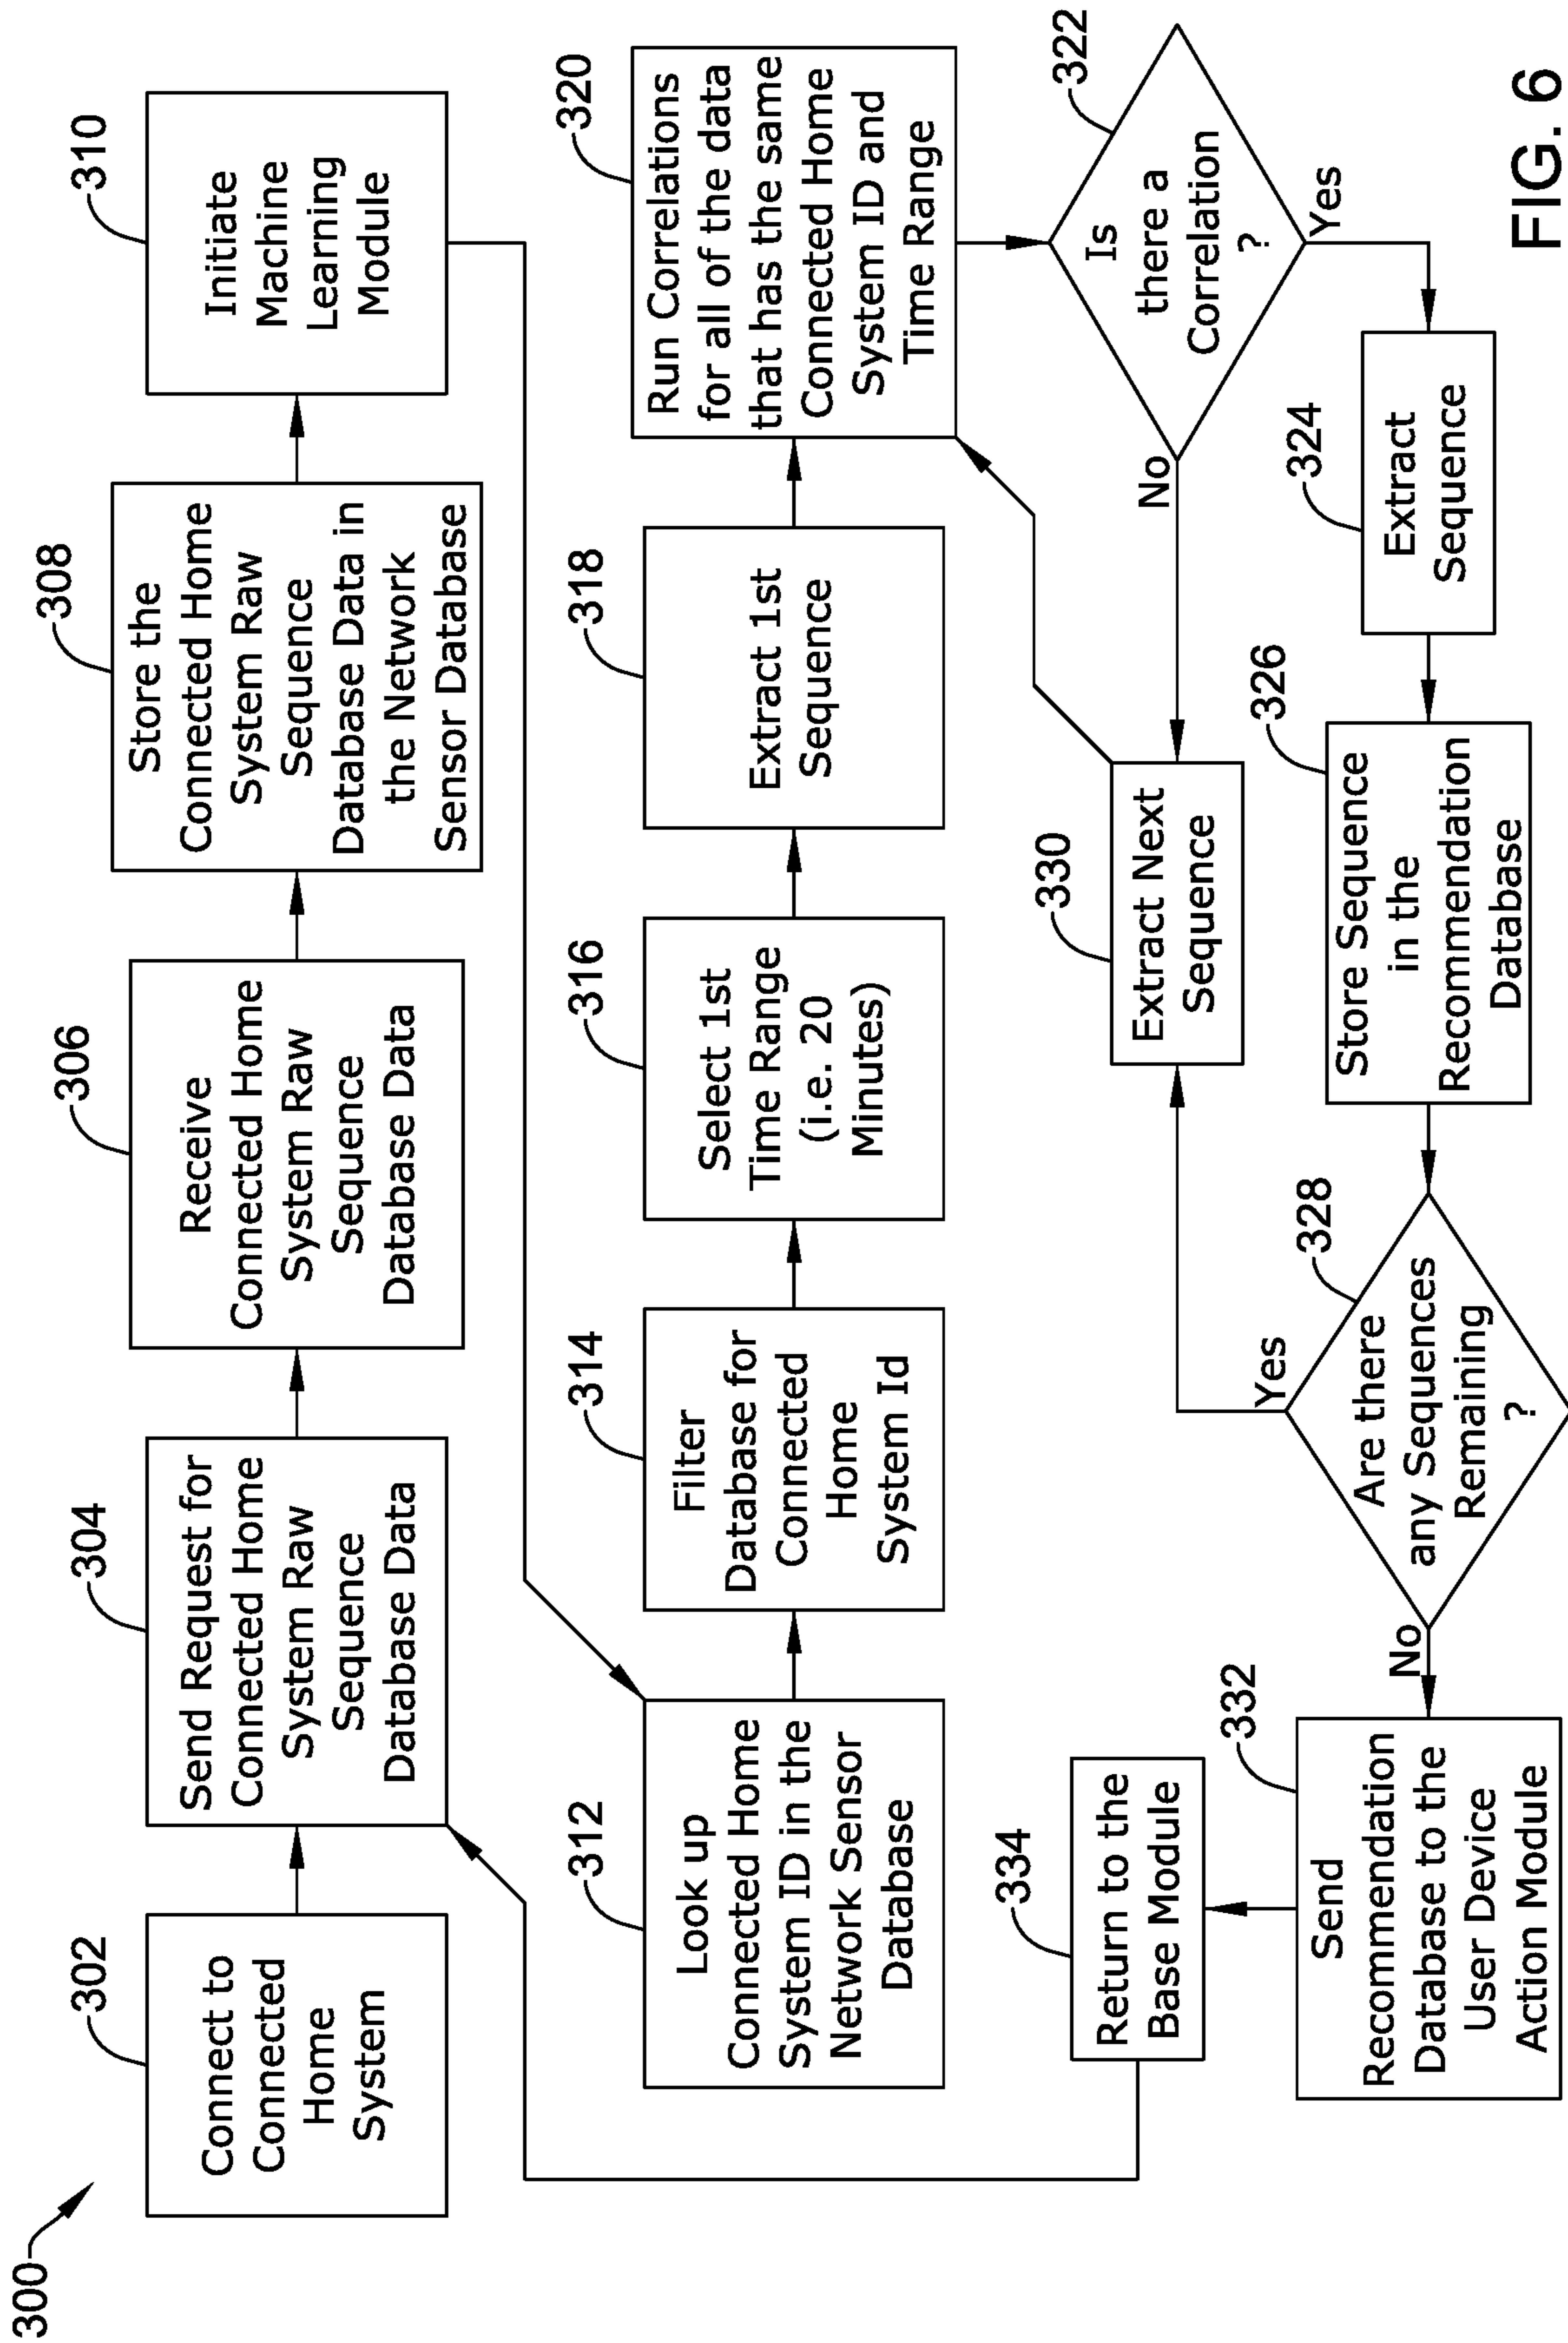 300
302
Connect to
Connected
Home
System
304
Send Request for
Connected Home
System Raw
Sequence
Database Data
306
Receive
Connected Home
System Raw
Sequence
Database Data
308
Store the
Connected Home
System Raw
Sequence
Database Data in
the Network
Sensor Database
310
Initiate
Machine
Learning
Module
312
Look up
Connected Home
System ID in the
Network Sensor
Database
314
Filter
Database for
Connected
Home
System Id
316
Select 1st
Time Range
(i.e. 20
Minutes)
318
Extract 1st
Sequence
320
Run Correlations
for all of the data
that has the same
Connected Home
System ID and
Time Range
322
Is
there a
Correlation
?
No
Yes
324
Extract
Sequence
326
Store Sequence
in the
Recommendation
Database
328
Are there
any Sequences
Remaining
?
Yes
No
330
Extract Next
Sequence
332
Send
Recommendation
Database to the
User Device
Action Module
334
Return to the
Base Module
FIG. 6